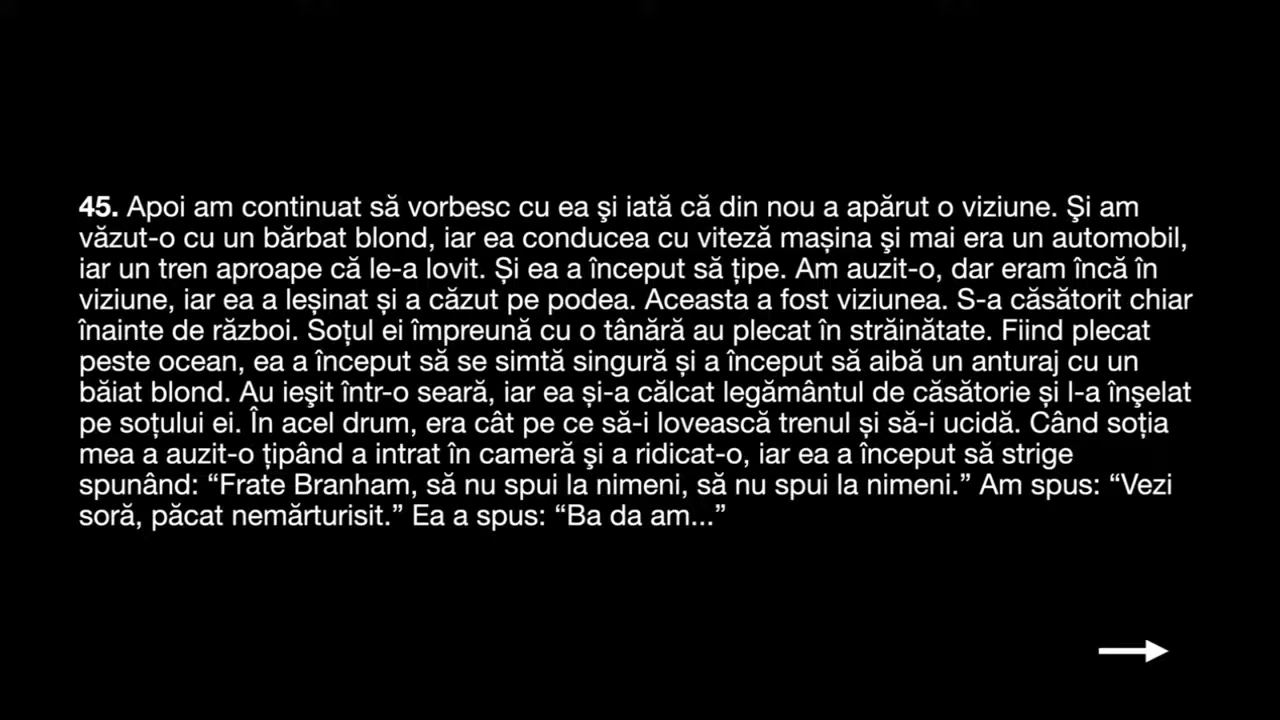 45. Apoi am continuat să vorbesc cu ea şi iată că din nou a apărut o viziune. Şi am
văzut-o cu un bărbat blond, iar ea conducea cu viteză mașina şi mai era un automobil,
iar un tren aproape că le-a lovit. Și ea a început să țipe. Am auzit-o, dar eram încă în
viziune, iar ea a leșinat și a căzut pe podea. Aceasta a fost viziunea. S-a căsătorit chiar
înainte de război. Soțul ei împreună cu o tânără au plecat în străinătate. Fiind plecat
peste ocean, ea a început să se simtă singură și a început să aibă un anturaj cu un
băiat blond. Au ieşit într-o seară, iar ea și-a călcat legământul de căsătorie și l-a înşelat
pe soțului ei. În acel drum, era cât pe ce să-i lovească trenul și să-i ucidă. Când soția
mea a auzit-o țipând a intrat în cameră şi a ridicat-o, iar ea a început să strige
spunând: “Frate Branham, să nu spui la nimeni, să nu spui la nimeni.” Am spus: “Vezi
soră, păcat nemărturisit.” Ea a spus: “Ba da am...”